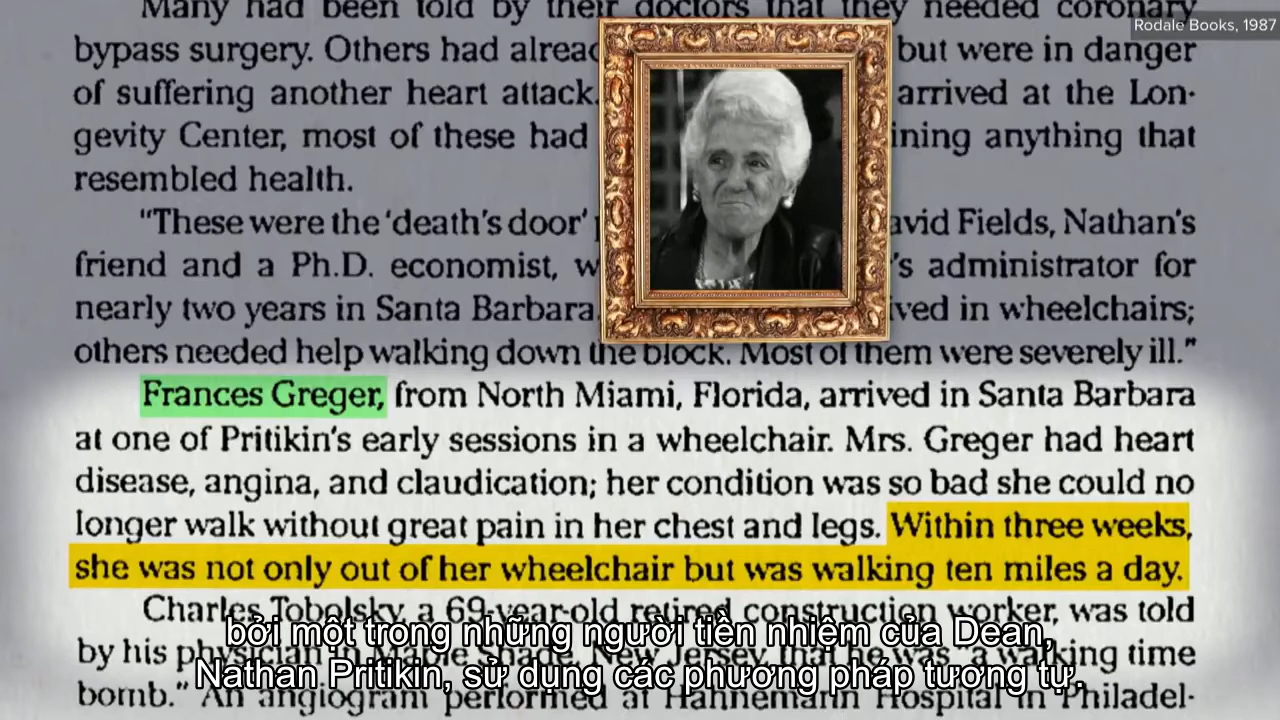 Many had been told by their doctors that they needed coronary
Rodale Books, 1987
bypass surgery. Others had alread but were in danger
of suffering another heart attack. arrived at the Lon-
gevity Center, most of these had ining anything that
resembled health.
"These were the 'death's door' avid Fields, Nathan's
friend and a Ph.D. economist, w 's administrator for
nearly two years in Santa Barbara. ived in wheelchairs;
others needed help walking down the block. Most of them were severely ill."
Frances Greger, from North Miami, Florida, arrived in Santa Barbara
at one of Pritikin's early sessions in a wheelchair. Mrs. Greger had heart
disease, angina, and claudication; her condition was so bad she could no
longer walk without great pain in her chest and legs. Within three weeks,
she was not only out of her wheelchair but was walking ten miles a day.
Charles Tobolsky, a 69-year-old retired construction worker, was told
by his physician in Maple Shade, New Jersey, that he was "a walking time
bomb." An angiogram performed at Hahnemann Hospital in Philadel-
bởi một trong những người tiền nhiệm của Dean,
Nathan Pritikin, sử dụng các phương pháp tương tự.